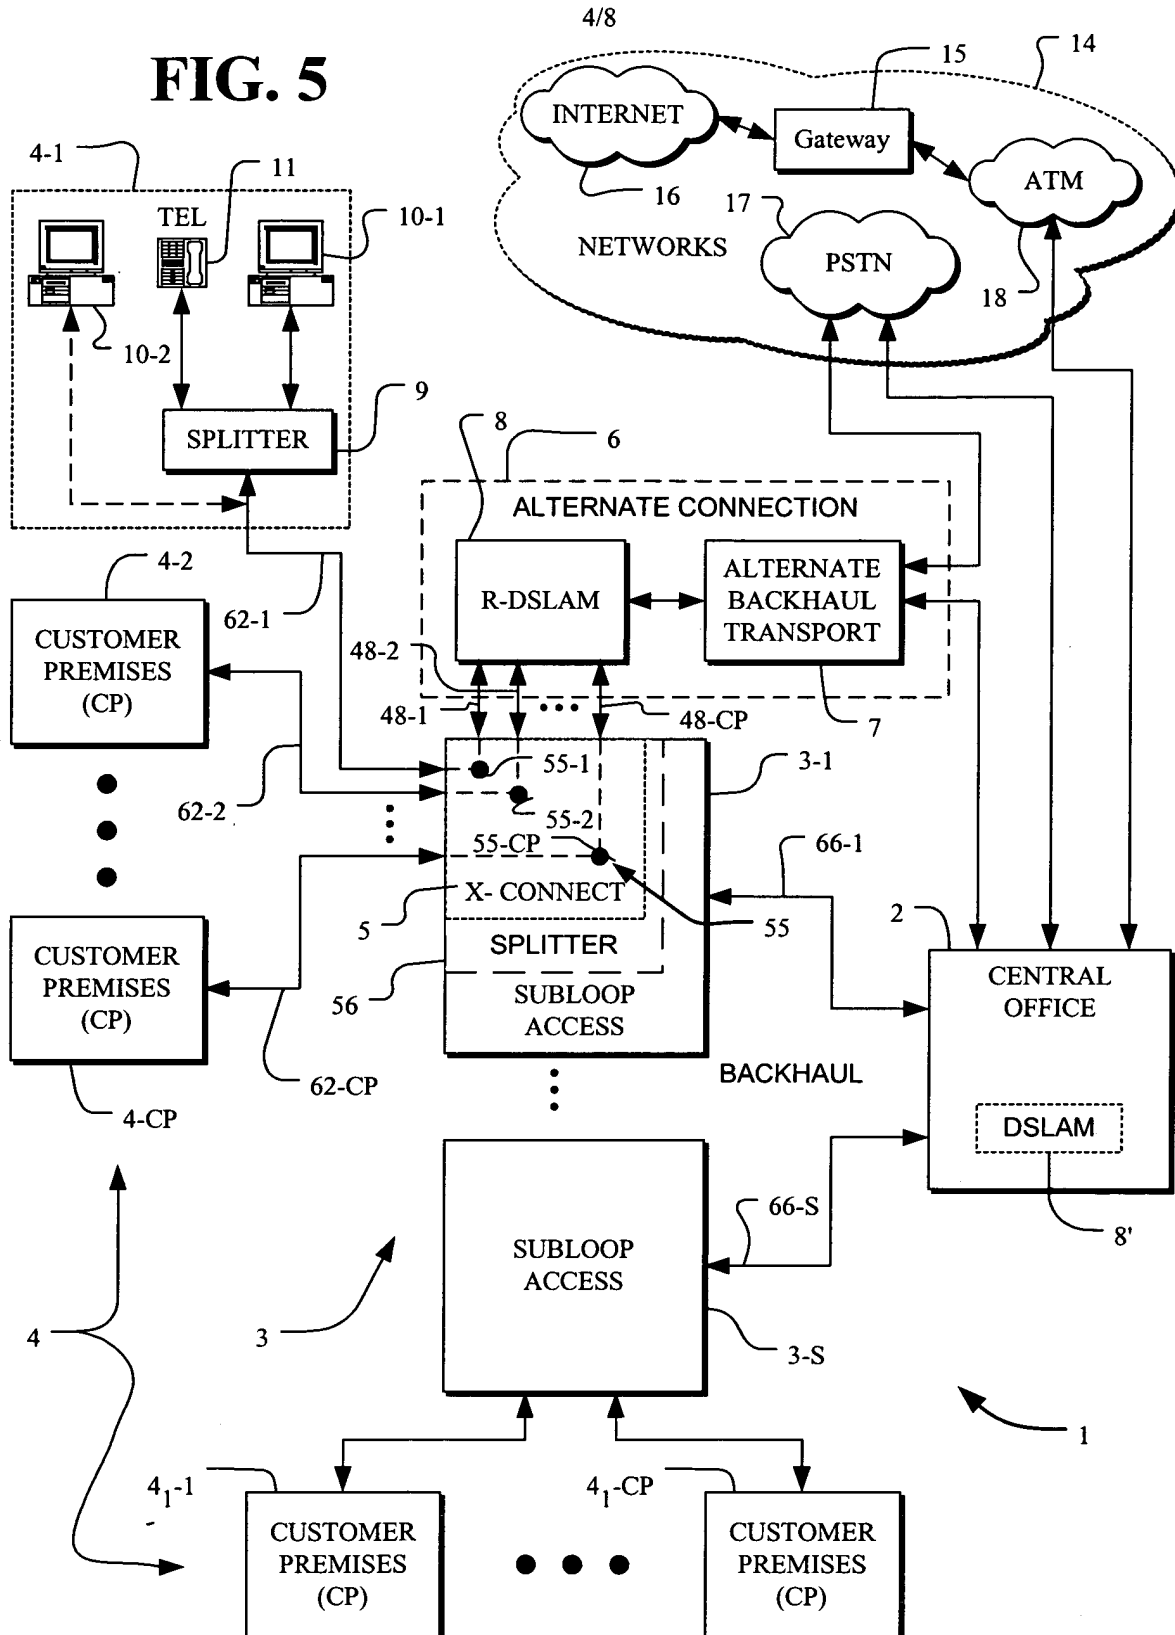 4/8
FIG. 5
15
14
INTERNET
Gateway
ATM
16
17
18
NETWORKS
PSTN
4-1
11
TEL
10-1
10-2
9
SPLITTER
8
6
ALTERNATE CONNECTION
R-DSLAM
ALTERNATE
BACKHAUL
TRANSPORT
4-2
62-1
CUSTOMER
PREMISES
(CP)
48-2
48-1
48-CP
7
62-2
55-1
55-2
55-CP
3-1
X- CONNECT
5
55
66-1
2
SPLITTER
56
SUBLOOP
ACCESS
CUSTOMER
PREMISES
(CP)
62-CP
4-CP
BACKHAUL
CENTRAL
OFFICE
DSLAM
8'
66-S
SUBLOOP
ACCESS
4
3
3-S
1
4₁-1
4₁-CP
CUSTOMER
PREMISES
(CP)
CUSTOMER
PREMISES
(CP)